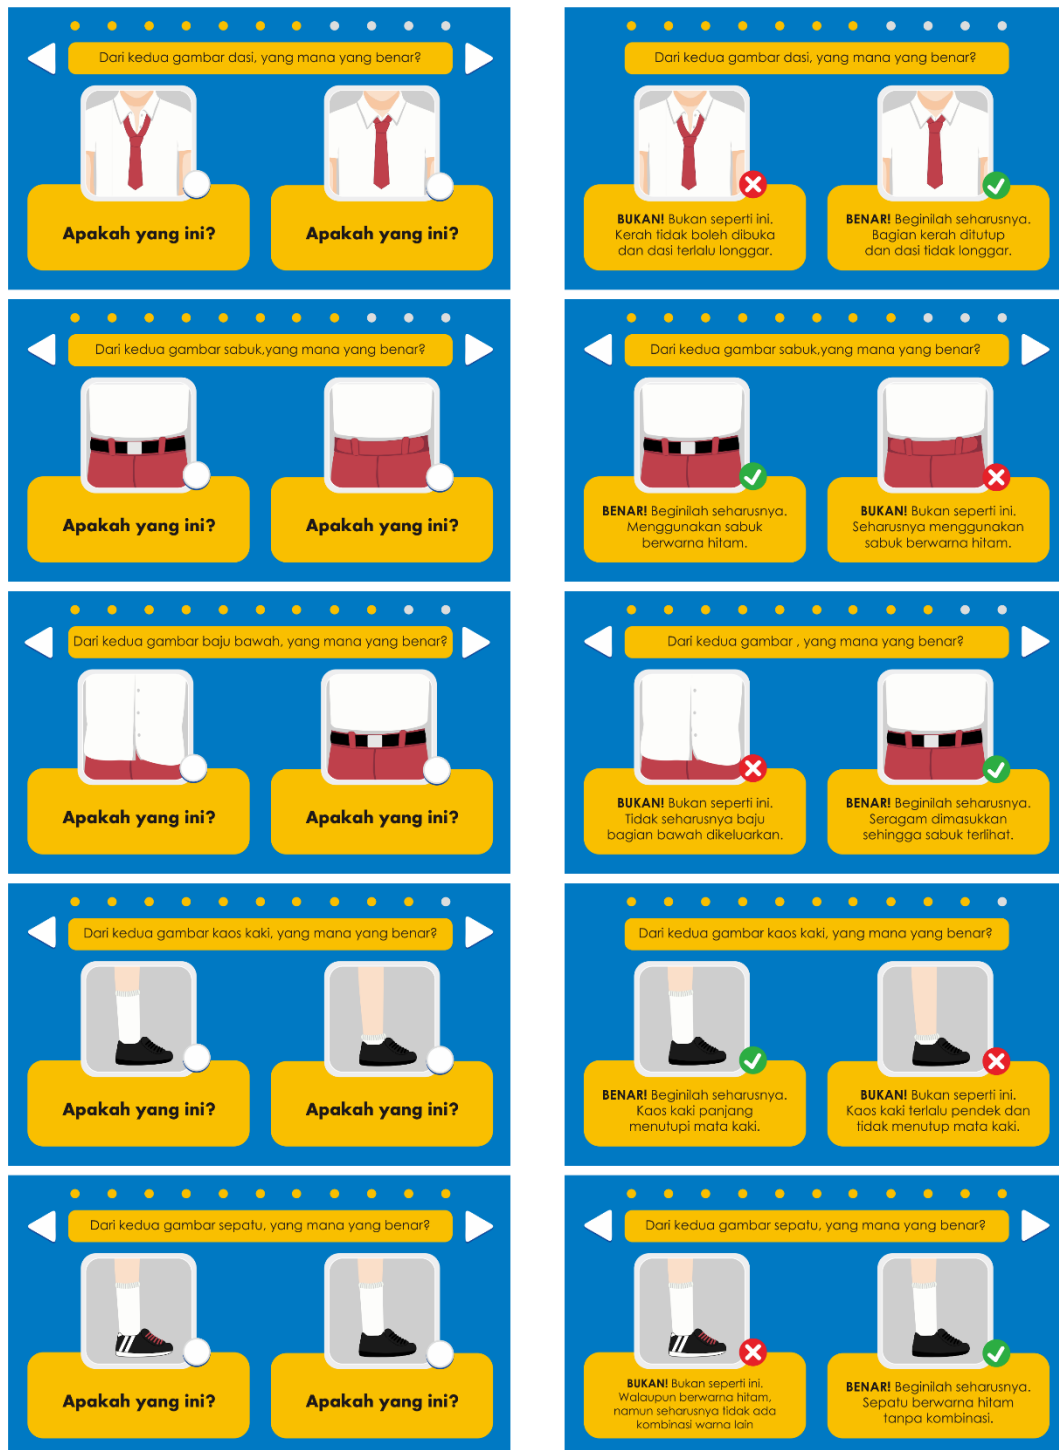 Dari kedua gambar dasi, yang mana yang benar?
Apakah yang ini?
Apakah yang ini?
Dari kedua gambar dasi, yang mana yang benar?
BUKAN! Bukan seperti ini.
Kerah tidak boleh dibuka
dan dasi terlalu longgar.
BENAR! Beginilah seharusnya.
Bagian kerah ditutup
dan dasi tidak longgar.
Dari kedua gambar sabuk,yang mana yang benar?
Apakah yang ini?
Apakah yang ini?
Dari kedua gambar sabuk,yang mana yang benar?
BENAR! Beginilah seharusnya.
Menggunakan sabuk
berwarna hitam.
BUKAN! Bukan seperti ini.
Seharusnya menggunakan
sabuk berwarna hitam.
Dari kedua gambar baju bawah, yang mana yang benar?
Apakah yang ini?
Apakah yang ini?
Dari kedua gambar , yang mana yang benar?
BUKAN! Bukan seperti ini.
Tidak seharusnya baju
bagian bawah dikeluarkan.
BENAR! Beginilah seharusnya.
Seragam dimasukkan
sehingga sabuk terlihat.
Dari kedua gambar kaos kaki, yang mana yang benar?
Apakah yang ini?
Apakah yang ini?
Dari kedua gambar kaos kaki, yang mana yang benar?
BENAR! Beginilah seharusnya.
Kaos kaki panjang
menutupi mata kaki.
BUKAN! Bukan seperti ini.
Kaos kaki terlalu pendek dan
tidak menutup mata kaki.
Dari kedua gambar sepatu, yang mana yang benar?
Apakah yang ini?
Apakah yang ini?
Dari kedua gambar sepatu, yang mana yang benar?
BUKAN! Bukan seperti ini.
Walaupun berwarna hitam,
namun seharusnya tidak ada
kombinasi warna lain
BENAR! Beginilah seharusnya.
Sepatu berwarna hitam
tanpa kombinasi.